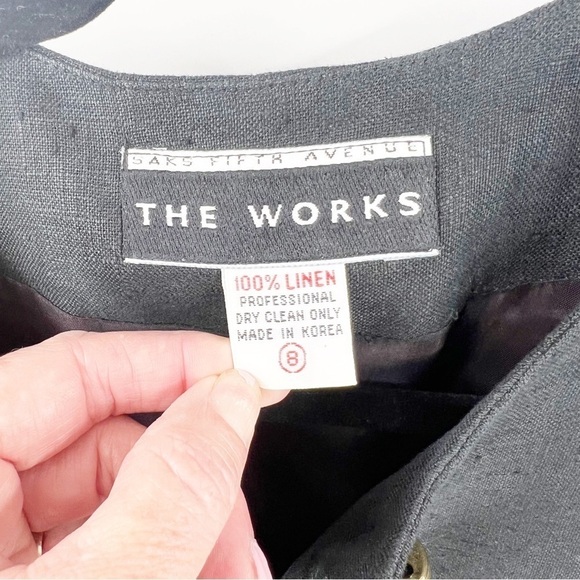 SAKS FIFTH AVENUE
THE WORKS
100% LINEN
PROFESSIONAL
DRY CLEAN ONLY
MADE IN KOREA
8